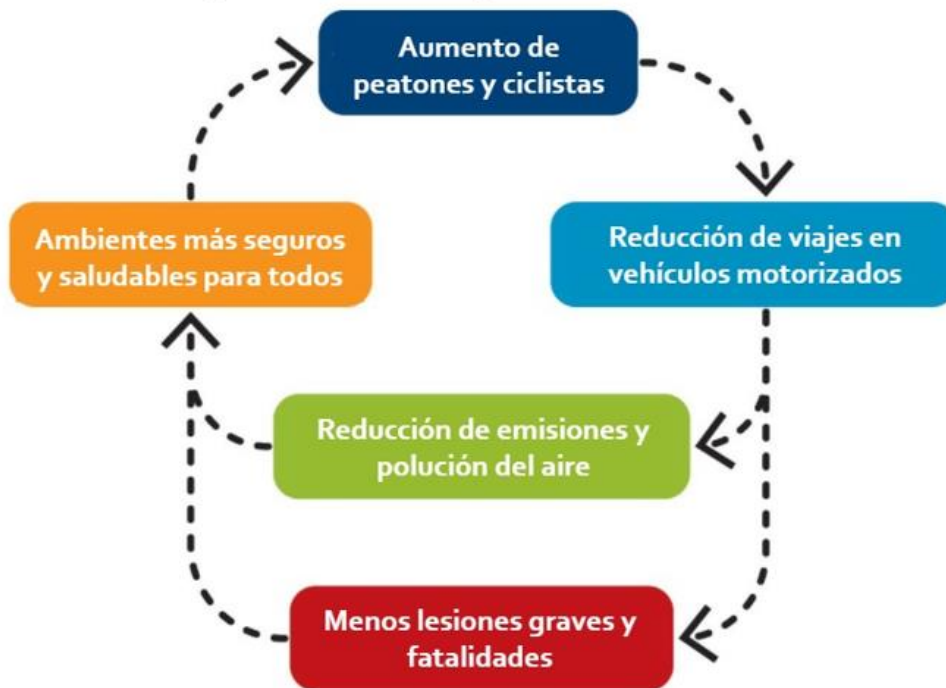 Aumento de
peatones y ciclistas
Ambientes más seguros
y saludables para todos
Reducción de viajes en
vehículos motorizados
Reducción de emisiones y
polución del aire
Menos lesiones graves y
fatalidades